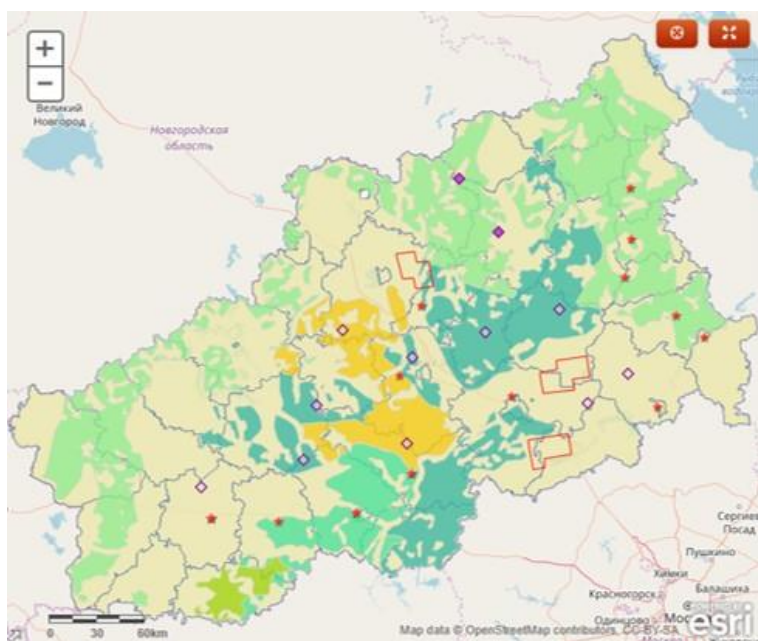 +
−
Великий
Новгород
Новгородская
область
Сергиев
Посад
Пушкино
Химки
Красногорск
Балашиха
Одинцово
0 30 60km
Map data © OpenStreetMap contributors, CC-BY-SA
esri